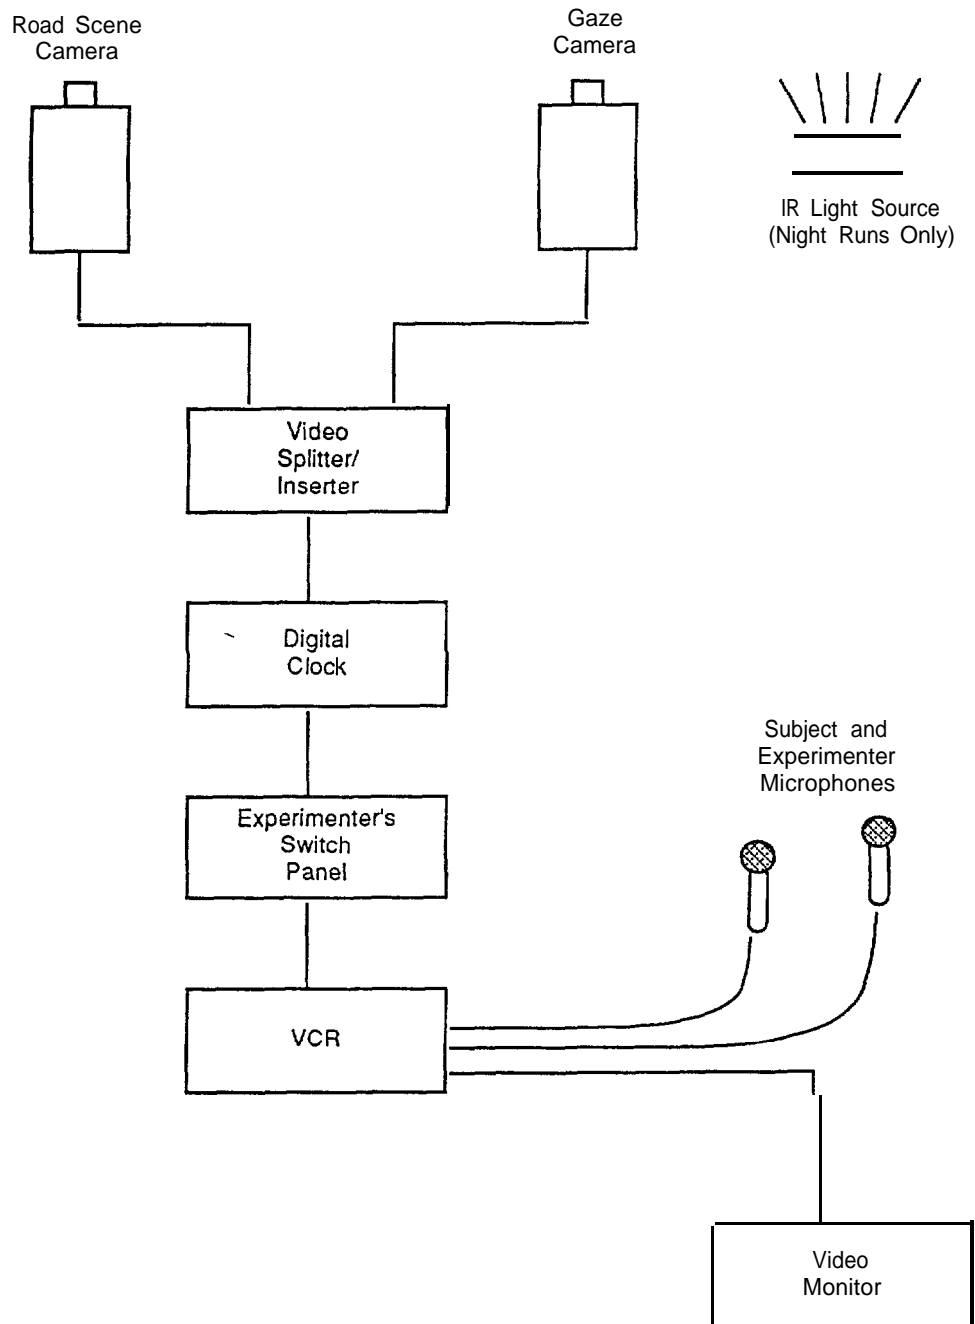 Road Scene
Camera
Gaze
Camera
IR Light Source
(Night Runs Only)
Video
Splitter/
Inserter
Digital
Clock
Experimenter's
Switch
Panel
Subject and
Experimenter
Microphones
VCR
Video
Monitor